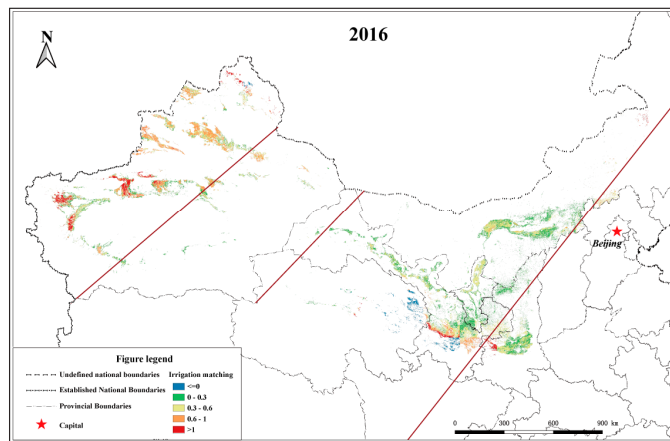 2016
N
Beijing
Figure legend
Undefined national boundaries
Established National Boundaries
Provincial Boundaries
Capital
Irrigation matching
<=0
0 - 0.3
0.3 - 0.6
0.6 - 1
>1
0 300 600 900 km